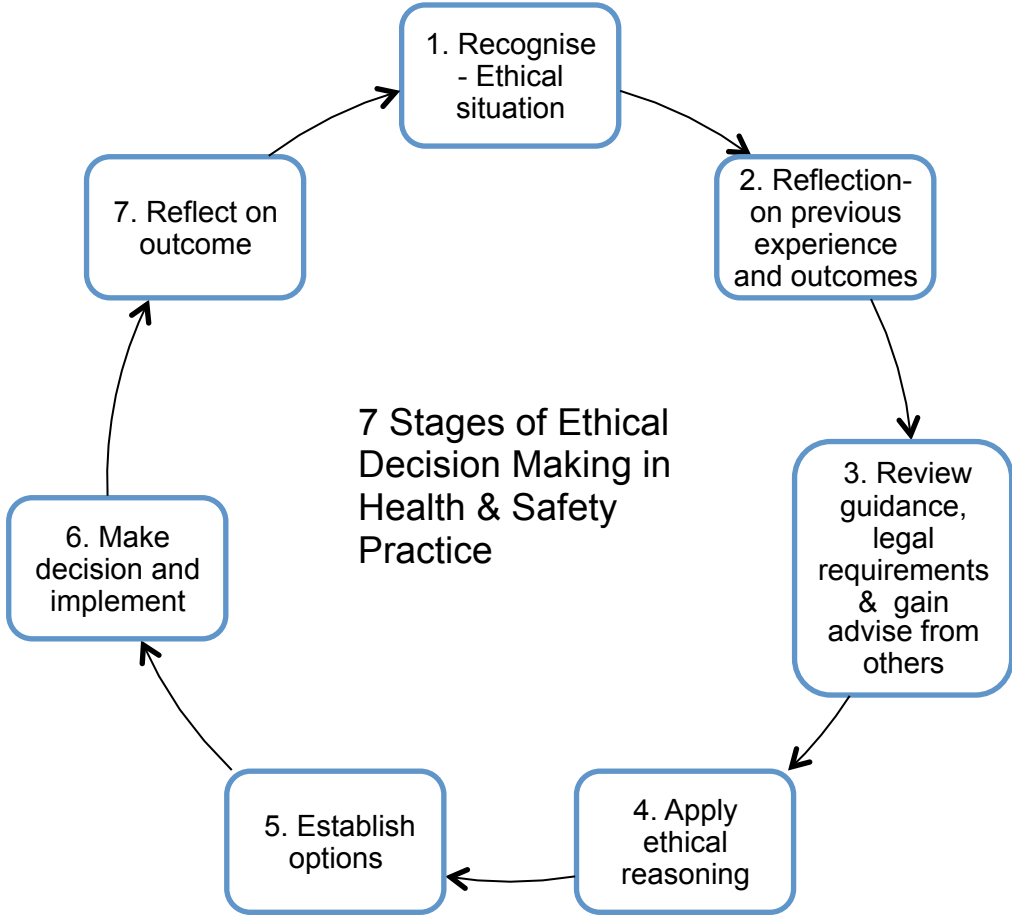 1. Recognise
- Ethical
situation
2. Reflection-
on previous
experience
and outcomes
3. Review
guidance,
legal
requirements
& gain
advise from
others
4. Apply
ethical
reasoning
5. Establish
options
6. Make
decision and
implement
7. Reflect on
outcome
7 Stages of Ethical
Decision Making in
Health & Safety
Practice